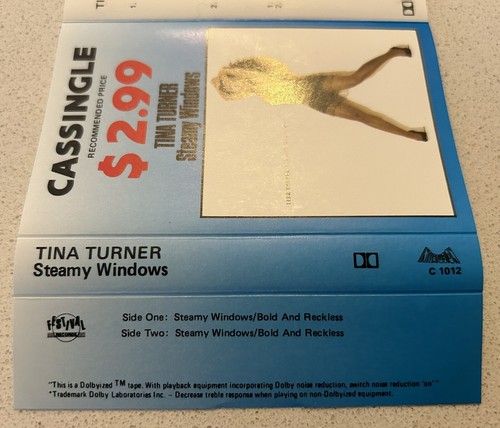 CASSINGLE
RECOMMENDED PRICE
$2.99
TINA TURNER
Steamy Windows
TINA TURNER
Steamy Windows
C 1012
FESTIVAL
RECORDS
Side One: Steamy Windows/Bold And Reckless
Side Two: Steamy Windows/Bold And Reckless
"This is a Dolbyized TM tape. With playback equipment incorporating Dolby noise reduction, switch noise reduction 'on'"
*Trademark Dolby Laboratories Inc. – Decrease treble response when playing on non-Dolbyized equipment.